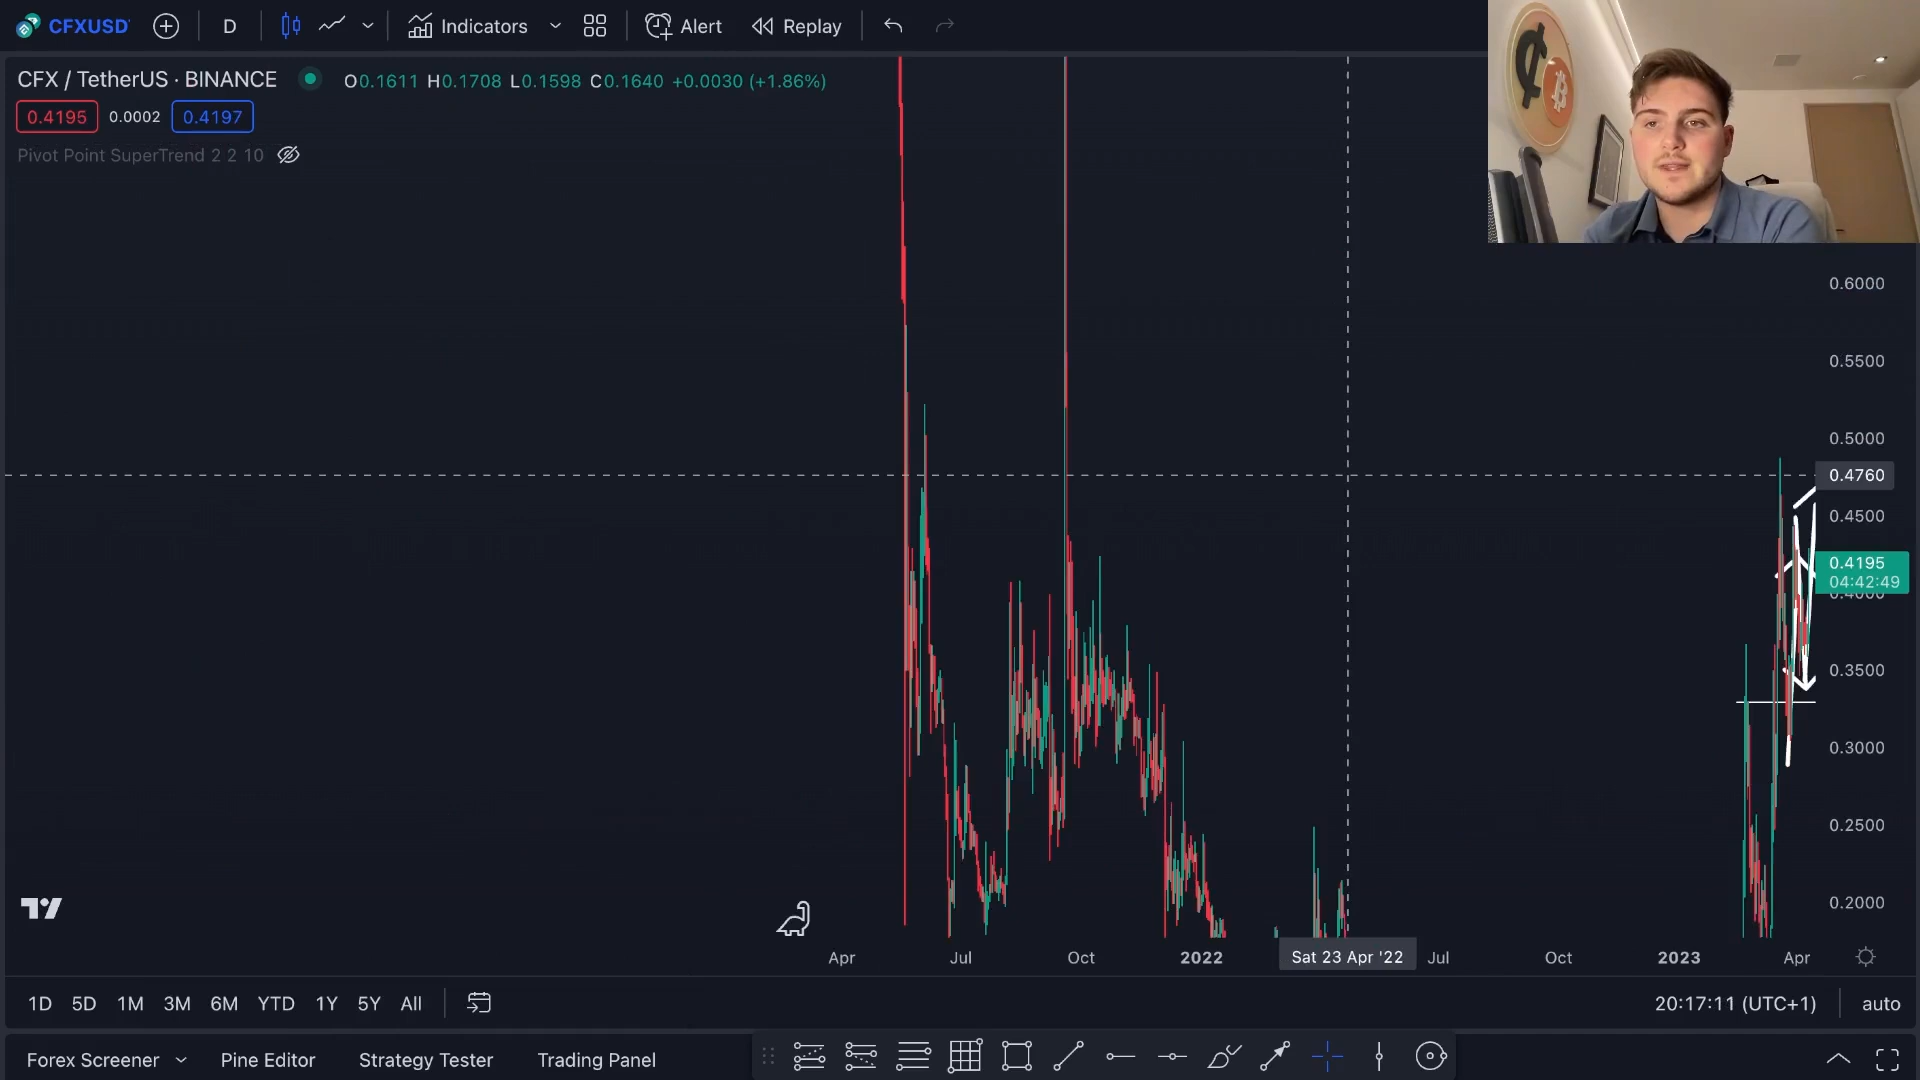 CFXUSD
D
Indicators
Alert
Replay
CFX / TetherUS · BINANCE
O0.1611 H0.1708 L0.1598 C0.1640 +0.0030 (+1.86%)
0.4195 0.0002 0.4197
Pivot Point SuperTrend 2 2 10
0.6000
0.5500
0.5000
0.4760
0.4500
0.4195
04:42:49
0.4000
0.3500
0.3000
0.2500
0.2000
Apr Jul Oct 2022 Sat 23 Apr '22 Jul Oct 2023 Apr
1D 5D 1M 3M 6M YTD 1Y 5Y All
20:17:11 (UTC+1) auto
Forex Screener Pine Editor Strategy Tester Trading Panel